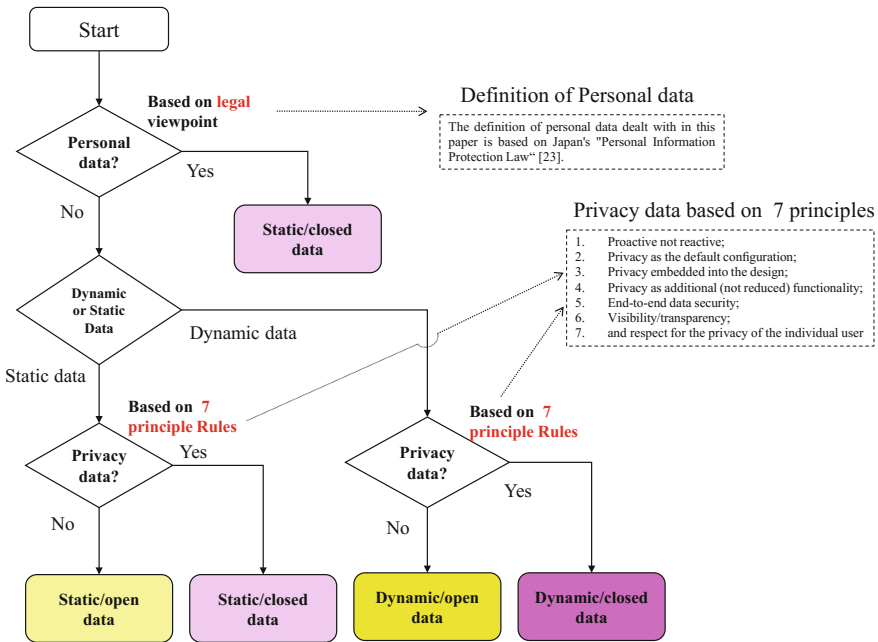 Start
Based on legal
viewpoint
Definition of Personal data
The definition of personal data dealt with in this
paper is based on Japan's "Personal Information
Protection Law“ [23].
Personal
data?
Yes
No
Static/closed
data
Privacy data based on 7 principles
1. Proactive not reactive;
2. Privacy as the default configuration;
3. Privacy embedded into the design;
4. Privacy as additional (not reduced) functionality;
5. End-to-end data security;
6. Visibility/transparency;
7. and respect for the privacy of the individual user
Dynamic
or Static
Data
Dynamic data
Static data
Based on 7
principle Rules
Based on 7
principle Rules
Privacy
data?
Yes
No
Privacy
data?
Yes
No
Static/open
data
Static/closed
data
Dynamic/open
data
Dynamic/closed
data